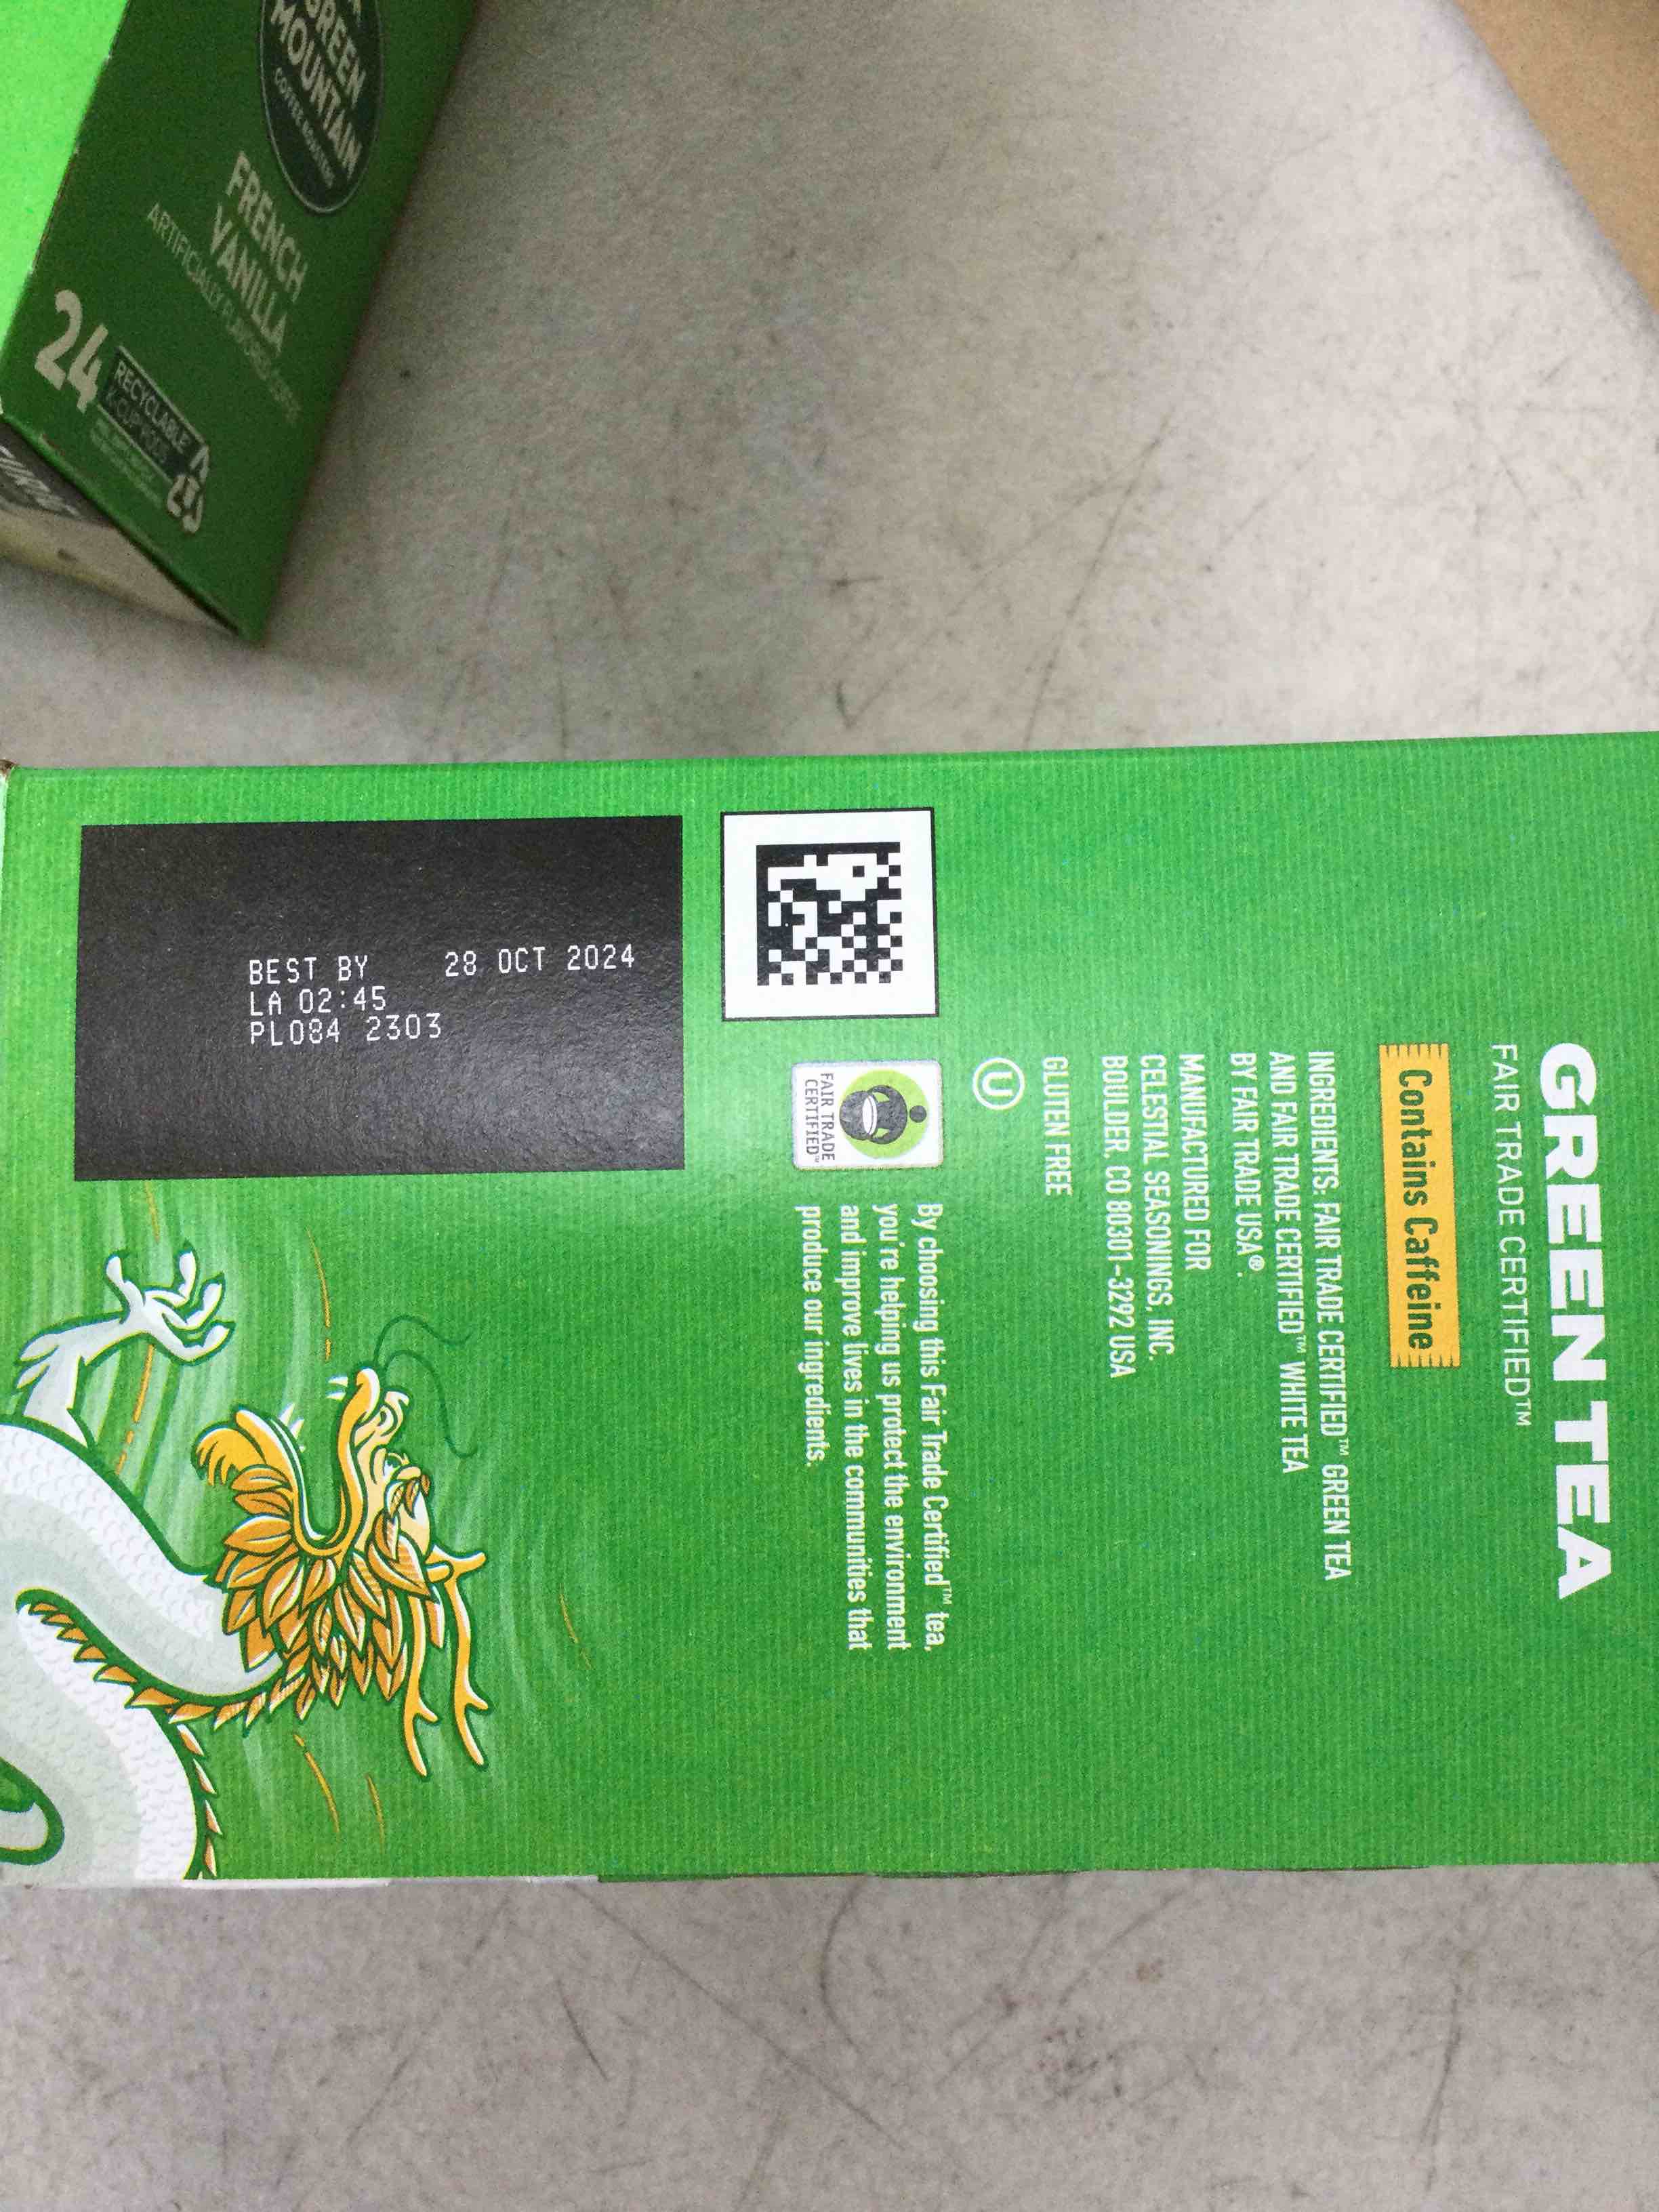 GREEN
MOUNTAIN
COFFEE ROASTERS
FRENCH
VANILLA
ARTIFICIALLY FLAVORED COFFEE
24
RECYCLABLE
K-CUP PODS
BEST BY 28 OCT 2024
LA 02:45
PL084 2303
GREEN TEA
FAIR TRADE CERTIFIED™
Contains Caffeine
INGREDIENTS: FAIR TRADE CERTIFIED™ GREEN TEA
AND FAIR TRADE CERTIFIED™ WHITE TEA
BY FAIR TRADE USA®.
MANUFACTURED FOR
CELESTIAL SEASONINGS, INC.
BOULDER, CO 80301-3292 USA
GLUTEN FREE
U
FAIR TRADE
CERTIFIED™
By choosing this Fair Trade Certified™ tea,
you're helping us protect the environment
and improve lives in the communities that
produce our ingredients.